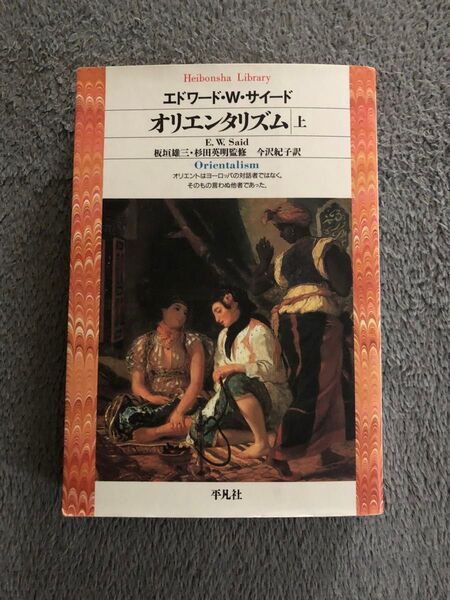 Heibonsha Library
エドワード・W・サイード
オリエンタリズム 上
E. W. Said
板垣雄三・杉田英明監修 今沢紀子訳
Orientalism
オリエントはヨーロッパの対話者ではなく、
そのもの言わぬ他者であった。
平凡社